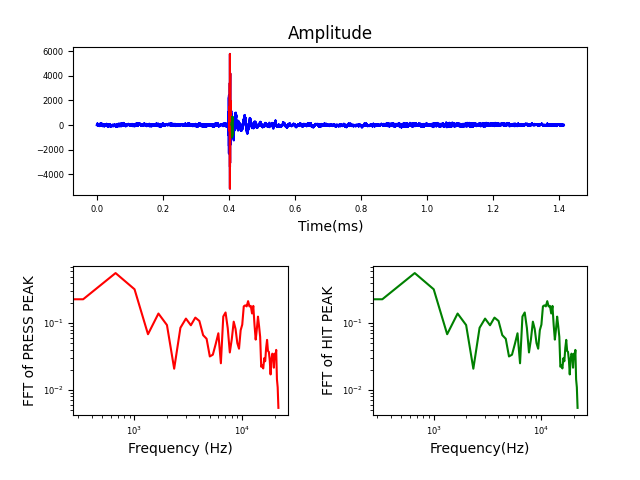 Amplitude
6000
4000
2000
0
−2000
−4000
0.0 0.2 0.4 0.6 0.8 1.0 1.2 1.4
Time(ms)
FFT of PRESS PEAK
10⁻¹
10⁻²
10³ 10⁴
Frequency (Hz)
FFT of HIT PEAK
10⁻¹
10⁻²
10³ 10⁴
Frequency(Hz)